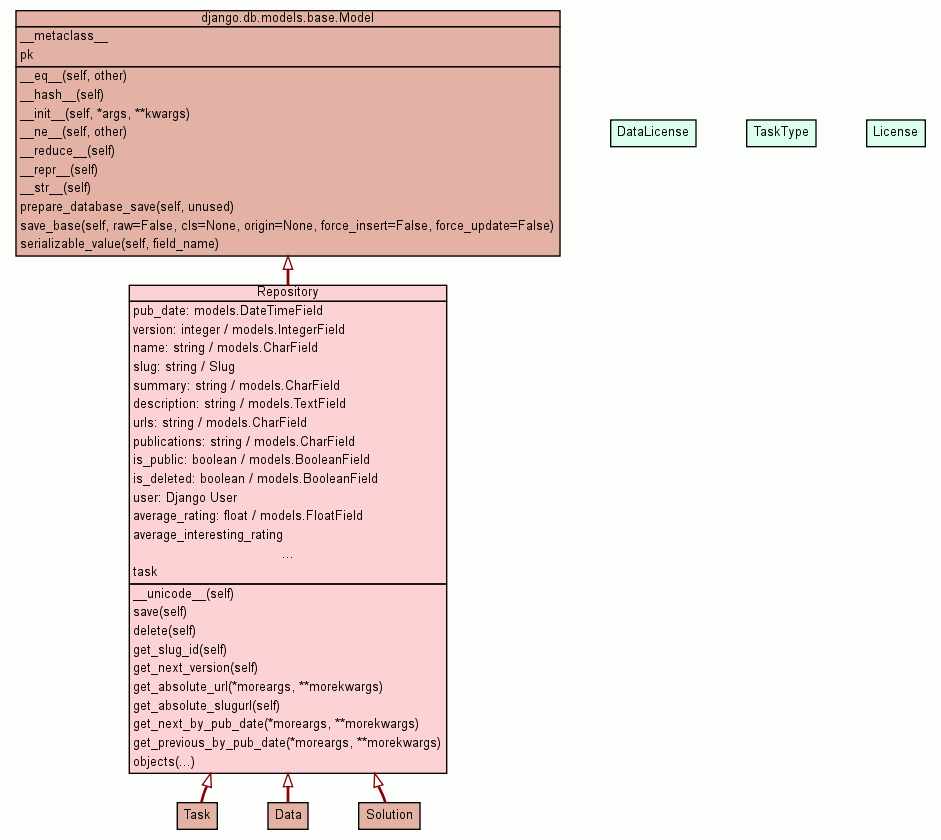 django.db.models.base.Model
__metaclass__
pk
__eq__(self, other)
__hash__(self)
__init__(self, *args, **kwargs)
__ne__(self, other)
__reduce__(self)
__repr__(self)
__str__(self)
prepare_database_save(self, unused)
save_base(self, raw=False, cls=None, origin=None, force_insert=False, force_update=False)
serializable_value(self, field_name)
DataLicense
TaskType
License
Repository
pub_date: models.DateTimeField
version: integer / models.IntegerField
name: string / models.CharField
slug: string / Slug
summary: string / models.CharField
description: string / models.TextField
urls: string / models.CharField
publications: string / models.CharField
is_public: boolean / models.BooleanField
is_deleted: boolean / models.BooleanField
user: Django User
average_rating: float / models.FloatField
average_interesting_rating
...
task
__unicode__(self)
save(self)
delete(self)
get_slug_id(self)
get_next_version(self)
get_absolute_url(*moreargs, **morekwargs)
get_absolute_slugurl(self)
get_next_by_pub_date(*moreargs, **morekwargs)
get_previous_by_pub_date(*moreargs, **morekwargs)
objects(...)
Task
Data
Solution